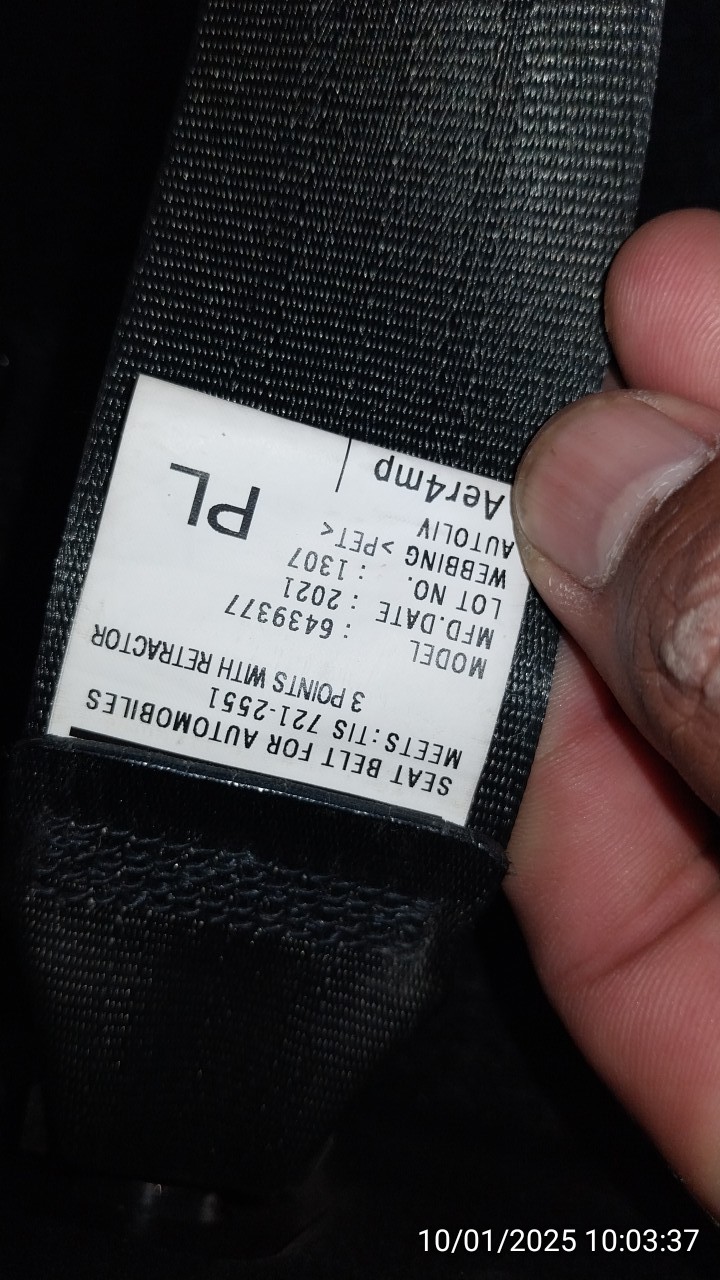 SEAT BELT FOR AUTOMOBILES
MEETS:TIS 721-2551
3 POINTS WITH RETRACTOR
MODEL : 6439377
MFD.DATE : 2021
LOT NO. : 1307
WEBBING >PET<
AUTOLIV
PL
Aer4mp
10/01/2025 10:03:37